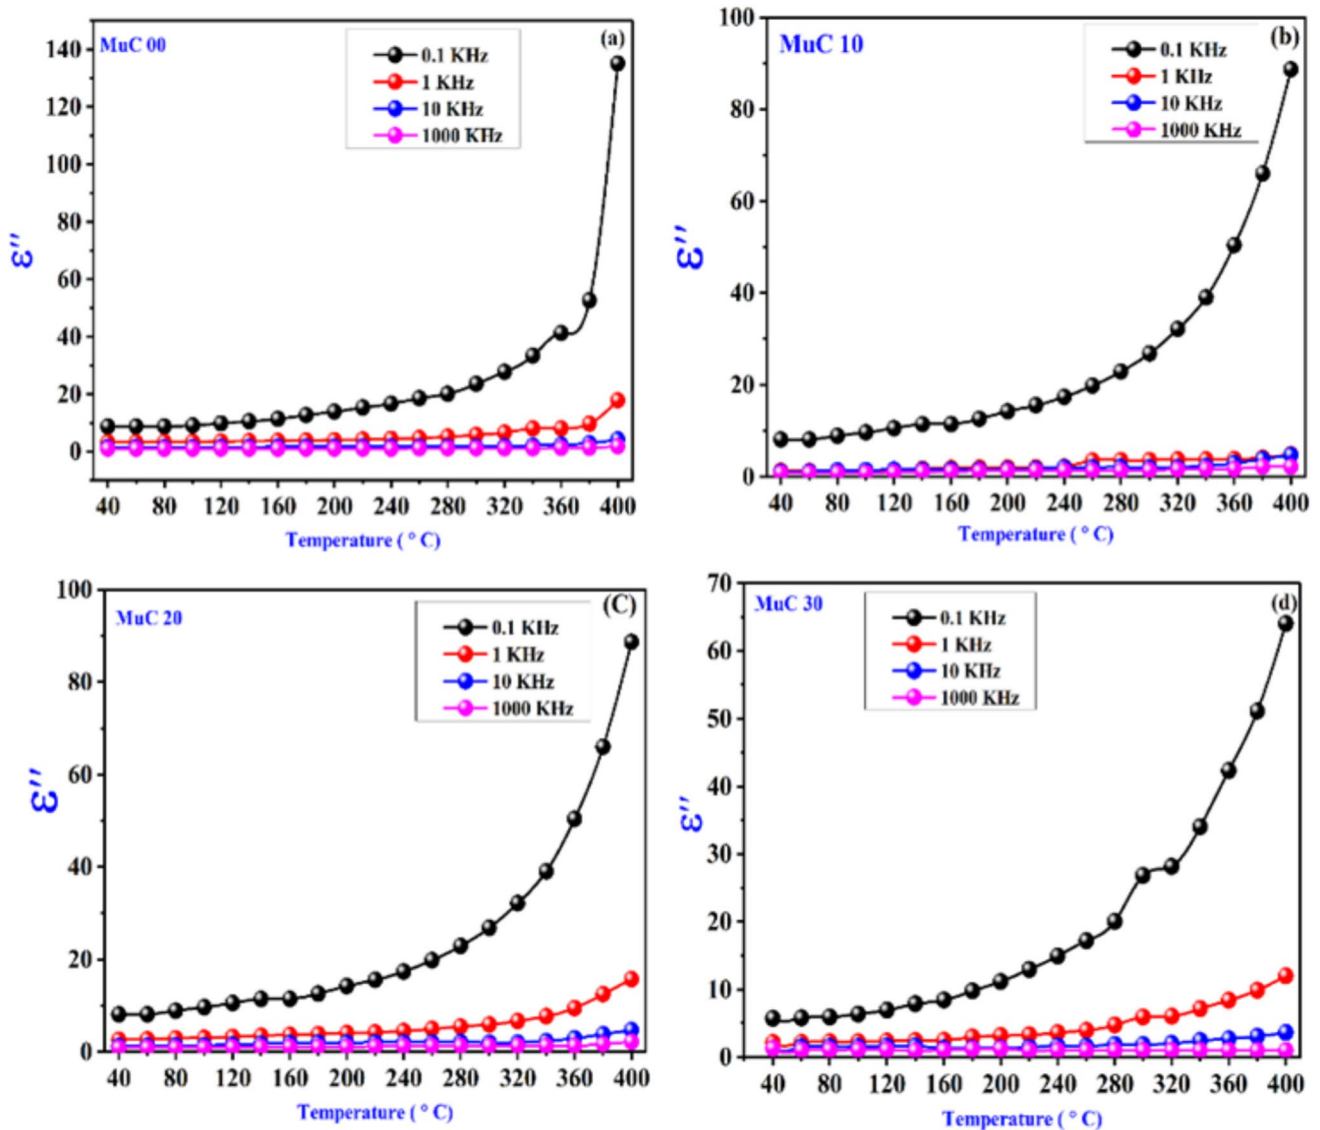 MuC 00
(a)
0.1 KHz
1 KHz
10 KHz
1000 KHz
140
120
100
80
60
40
20
0
ε″
40 80 120 160 200 240 280 320 360 400
Temperature ( ° C)
MuC 10
(b)
0.1 KHz
1 KHz
10 KHz
1000 KHz
100
80
60
40
20
0
ε″
40 80 120 160 200 240 280 320 360 400
Temperature ( ° C)
MuC 20
(C)
0.1 KHz
1 KHz
10 KHz
1000 KHz
100
80
60
40
20
0
ε″
40 80 120 160 200 240 280 320 360 400
Temperature ( ° C)
MuC 30
(d)
0.1 KHz
1 KHz
10 KHz
1000 KHz
70
60
50
40
30
20
10
0
ε″
40 80 120 160 200 240 280 320 360 400
Temperature ( ° C)